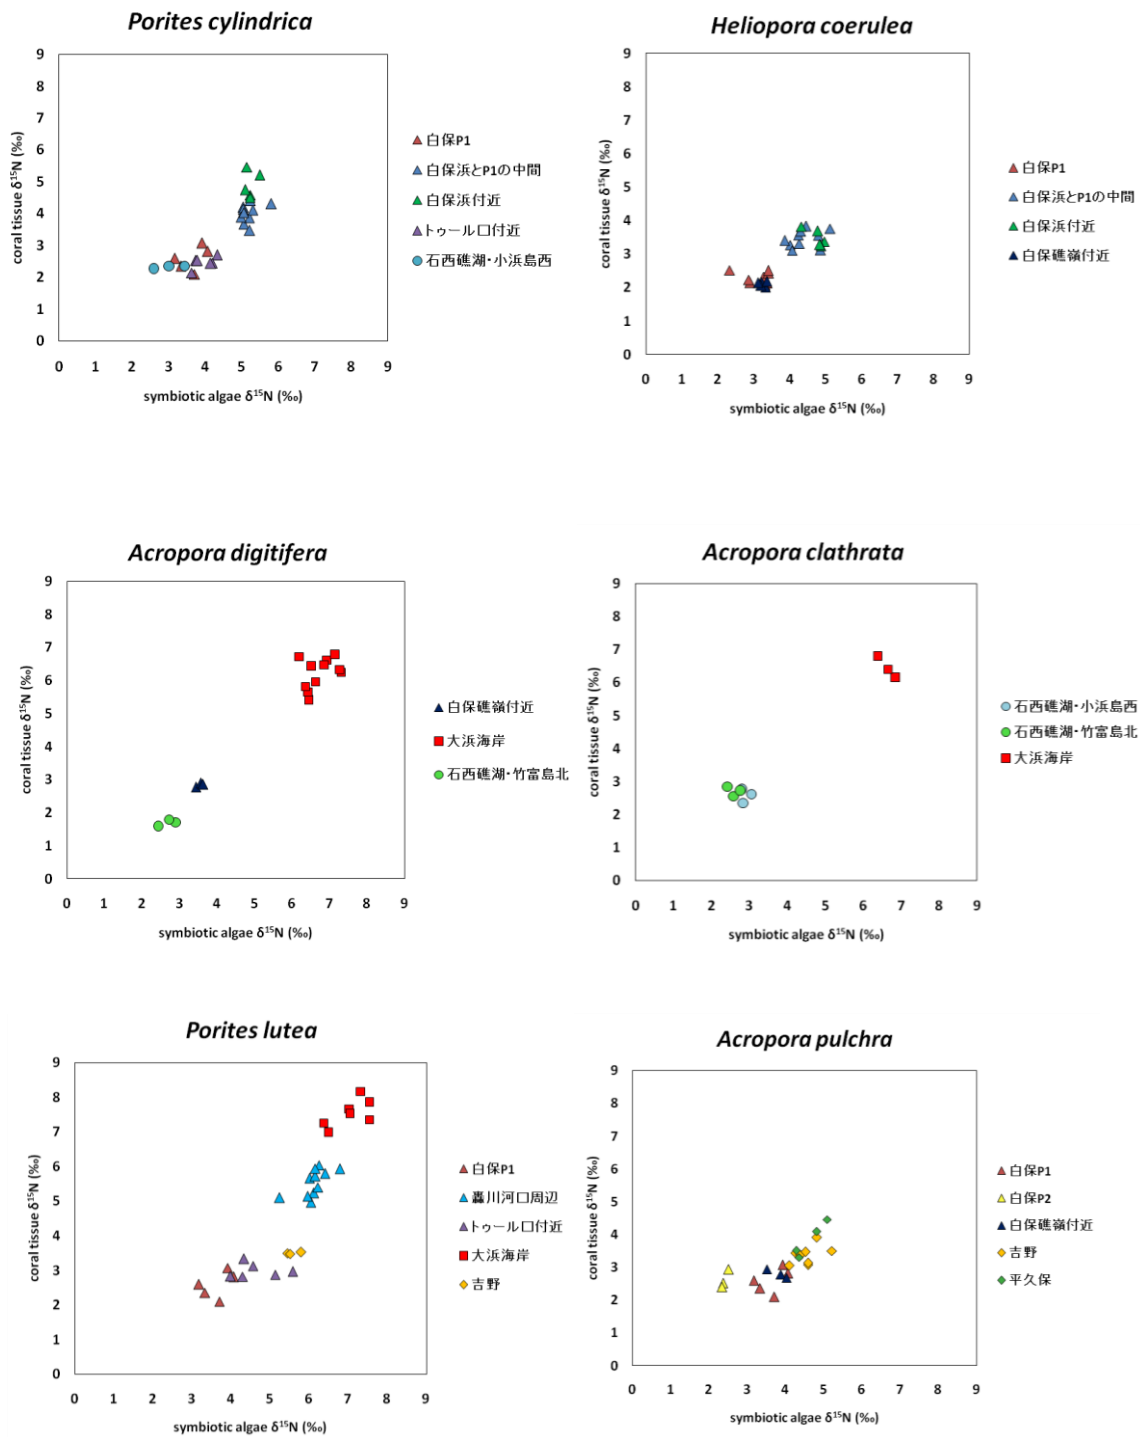 Porites cylindrica
9
8
7
6
5
4
3
2
1
0
coral tissue δ¹⁵N (‰)
0 1 2 3 4 5 6 7 8 9
symbiotic algae δ¹⁵N (‰)
白保P1
白保浜とP1の中間
白保浜付近
トゥール口付近
石西礁湖・小浜島西
Heliopora coerulea
9
8
7
6
5
4
3
2
1
0
coral tissue δ¹⁵N (‰)
0 1 2 3 4 5 6 7 8 9
symbiotic algae δ¹⁵N (‰)
白保P1
白保浜とP1の中間
白保浜付近
白保礁嶺付近
Acropora digitifera
9
8
7
6
5
4
3
2
1
0
coral tissue δ¹⁵N (‰)
0 1 2 3 4 5 6 7 8 9
symbiotic algae δ¹⁵N (‰)
白保礁嶺付近
大浜海岸
石西礁湖・竹富島北
Acropora clathrata
9
8
7
6
5
4
3
2
1
0
coral tissue δ¹⁵N (‰)
0 1 2 3 4 5 6 7 8 9
symbiotic algae δ¹⁵N (‰)
石西礁湖・小浜島西
石西礁湖・竹富島北
大浜海岸
Porites lutea
9
8
7
6
5
4
3
2
1
0
coral tissue δ¹⁵N (‰)
0 1 2 3 4 5 6 7 8 9
symbiotic algae δ¹⁵N (‰)
白保P1
轟川河口周辺
トゥール口付近
大浜海岸
吉野
Acropora pulchra
9
8
7
6
5
4
3
2
1
0
coral tissue δ¹⁵N (‰)
0 1 2 3 4 5 6 7 8 9
symbiotic algae δ¹⁵N (‰)
白保P1
白保P2
白保礁嶺付近
吉野
平久保